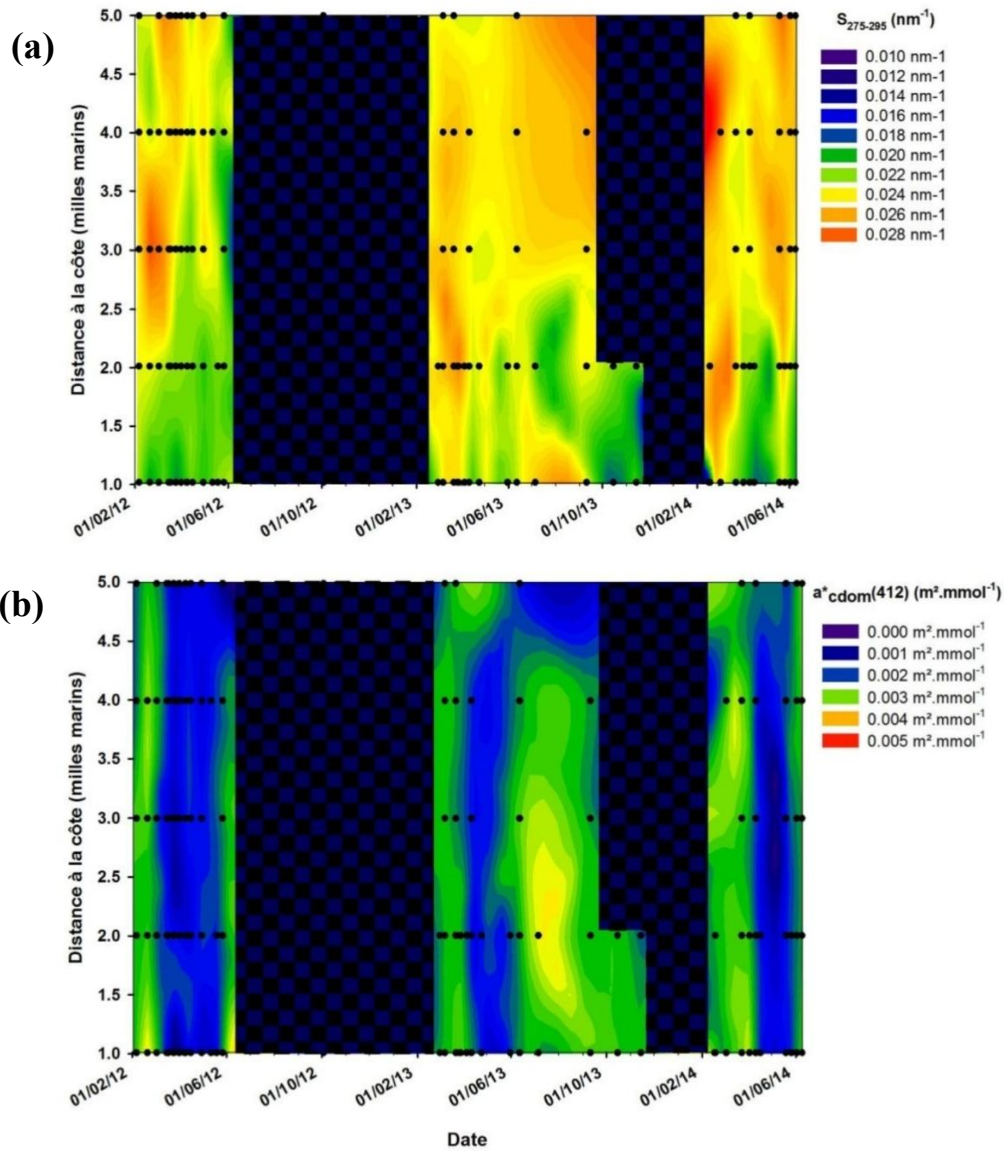 (a)
S275-295 (nm-1)
0.010 nm-1
0.012 nm-1
0.014 nm-1
0.016 nm-1
0.018 nm-1
0.020 nm-1
0.022 nm-1
0.024 nm-1
0.026 nm-1
0.028 nm-1
Distance à la côte (milles marins)
5.0
4.5
4.0
3.5
3.0
2.5
2.0
1.5
1.0
01/02/12
01/06/12
01/10/12
01/02/13
01/06/13
01/10/13
01/02/14
01/06/14
(b)
a*cdom(412) (m².mmol-1)
0.000 m².mmol-1
0.001 m².mmol-1
0.002 m².mmol-1
0.003 m².mmol-1
0.004 m².mmol-1
0.005 m².mmol-1
Distance à la côte (milles marins)
5.0
4.5
4.0
3.5
3.0
2.5
2.0
1.5
1.0
01/02/12
01/06/12
01/10/12
01/02/13
01/06/13
01/10/13
01/02/14
01/06/14
Date